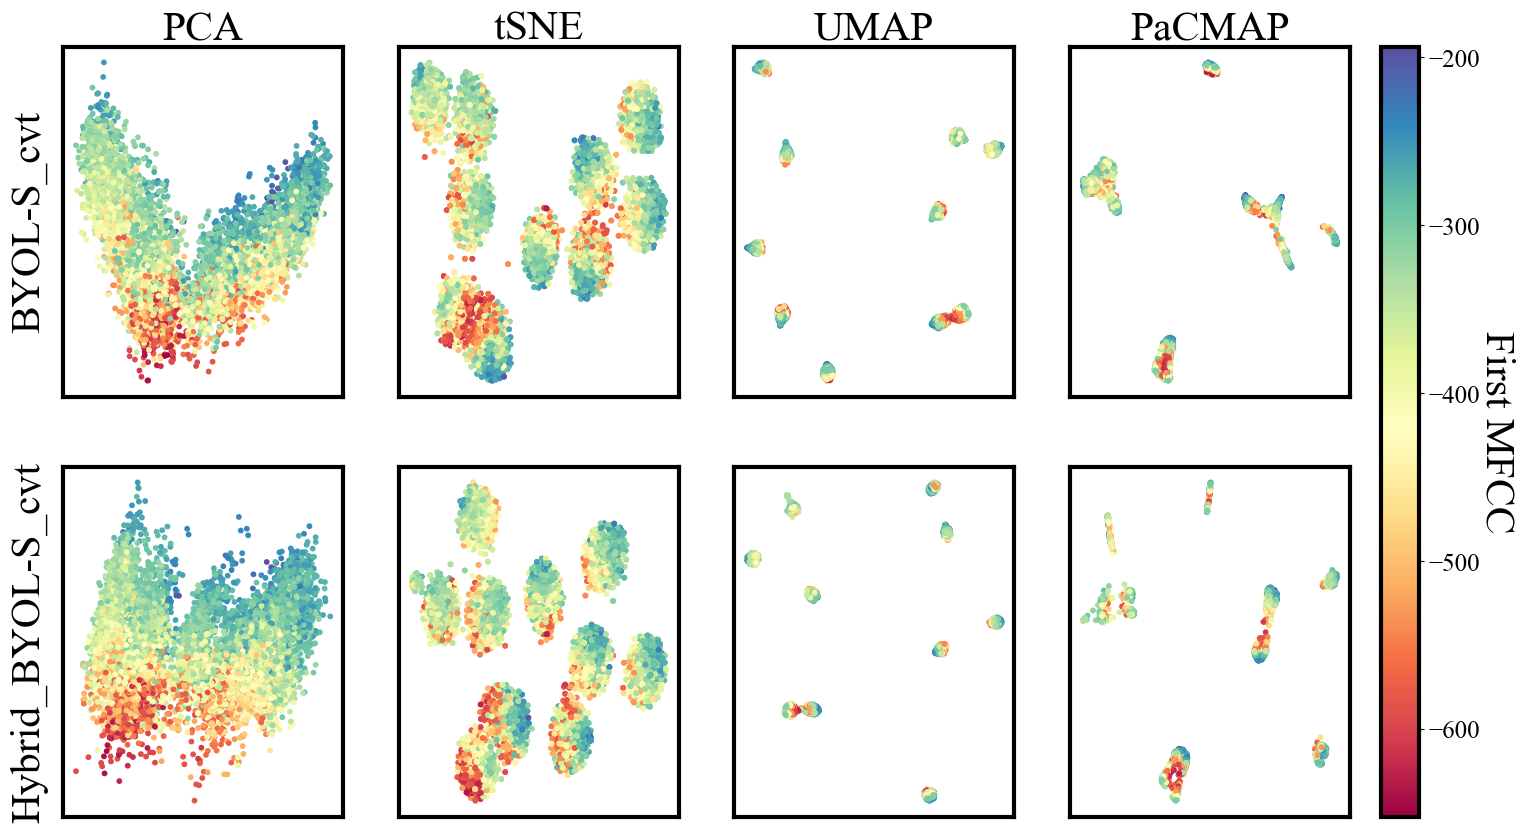 PCA
tSNE
UMAP
PaCMAP
BYOL-S_cvt
Hybrid_BYOL-S_cvt
−200
−300
−400
−500
−600
First MFCC